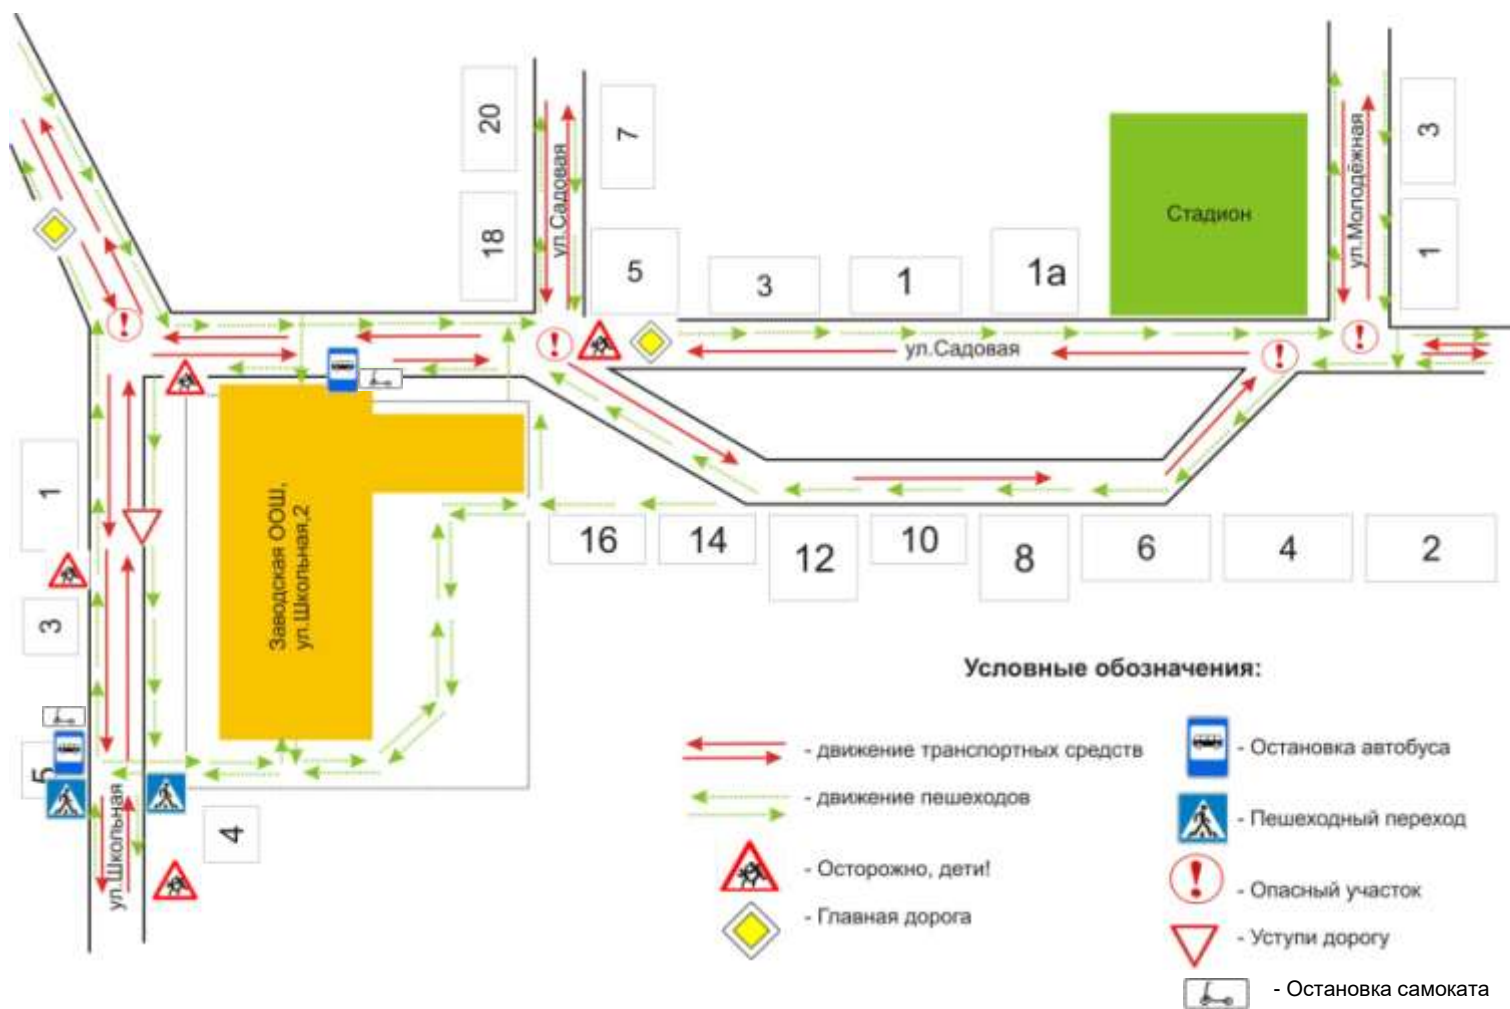 20
18
ул.Садовая
7
5
3
1
1а
Стадион
ул.Молодёжная
3
1
ул.Садовая
1
3
5
Заводская ООШ,
ул.Школьная,2
16
14
12
10
8
6
4
2
4
ул.Школьная
Условные обозначения:
- движение транспортных средств
- движение пешеходов
- Осторожно, дети!
- Главная дорога
- Остановка автобуса
- Пешеходный переход
- Опасный участок
- Уступи дорогу
- Остановка самоката